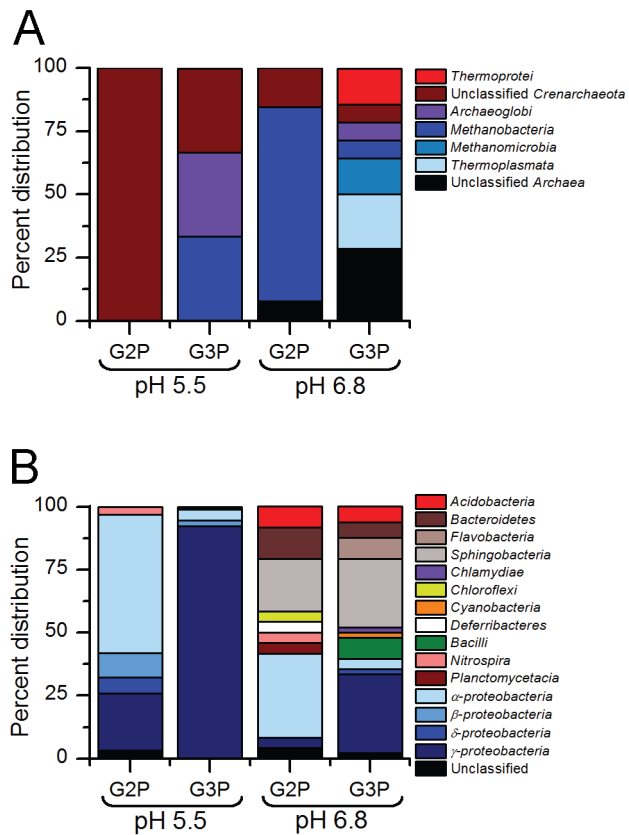 A
Percent distribution
100
75
50
25
0
G2P G3P G2P G3P
pH 5.5 pH 6.8
Thermoprotei
Unclassified Crenarchaeota
Archaeoglobi
Methanobacteria
Methanomicrobia
Thermoplasmata
Unclassified Archaea
B
Percent distribution
100
75
50
25
0
G2P G3P G2P G3P
pH 5.5 pH 6.8
Acidobacteria
Bacteroidetes
Flavobacteria
Sphingobacteria
Chlamydiae
Chloroflexi
Cyanobacteria
Deferribacteres
Bacilli
Nitrospira
Planctomycetacia
α-proteobacteria
β-proteobacteria
δ-proteobacteria
γ-proteobacteria
Unclassified